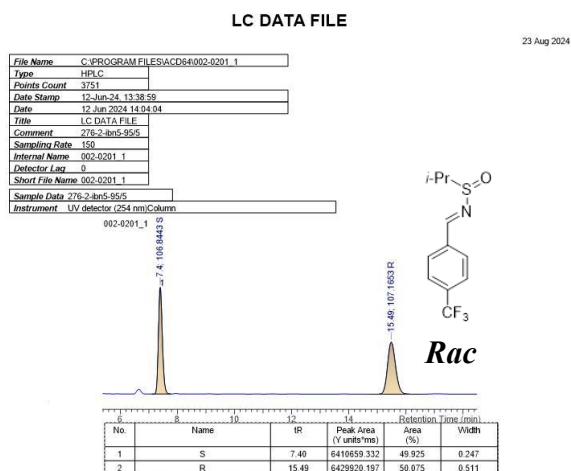 LC DATA FILE
23 Aug 2024
File Name C:\PROGRAM FILES\ACD64\002-0201_1
Type HPLC
Points Count 3751
Date Stamp 12-Jun-24, 13:38:59
Date 12 Jun 2024 14:04:04
Title LC DATA FILE
Comment 276-2-ibn5-95/5
Sampling Rate 150
Internal Name 002-0201_1
Detector Lag 0
Short File Name 002-0201_1
Sample Data 276-2-ibn5-95/5
Instrument UV detector (254 nm)Column
002-0201_1
7.4; 106.8443 S
15.49; 107.1653 R
i-Pr
S
O
N
CF3
Rac
6 8 10 12 14 Retention Time (min)
No. Name tR Peak Area (Y units*ms) Area (%) Width
1 S 7.40 6410659.332 49.925 0.247
2 R 15.49 6429920.197 50.075 0.511